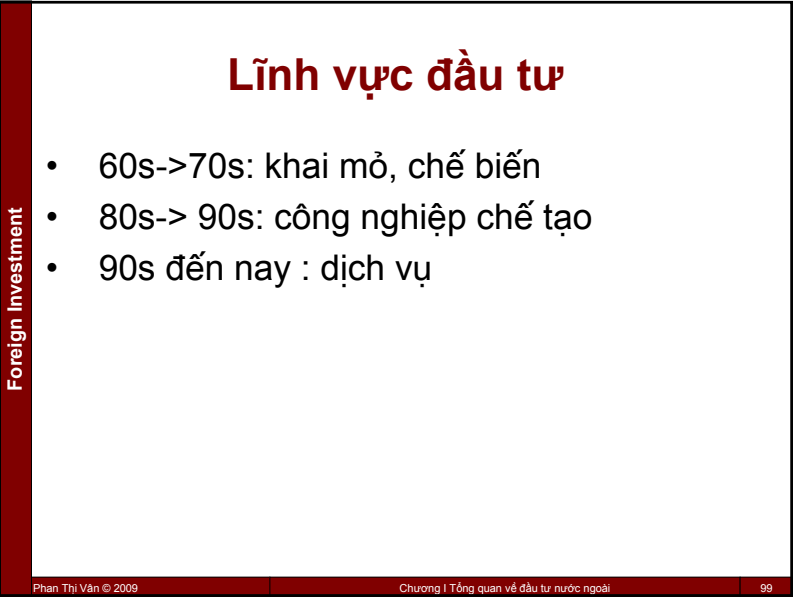 Lĩnh vực đầu tư
• 60s->70s: khai mỏ, chế biến
• 80s-> 90s: công nghiệp chế tạo
• 90s đến nay : dịch vụ
Foreign Investment
Phan Thị Vân © 2009
Chương I Tổng quan về đầu tư nước ngoài
99